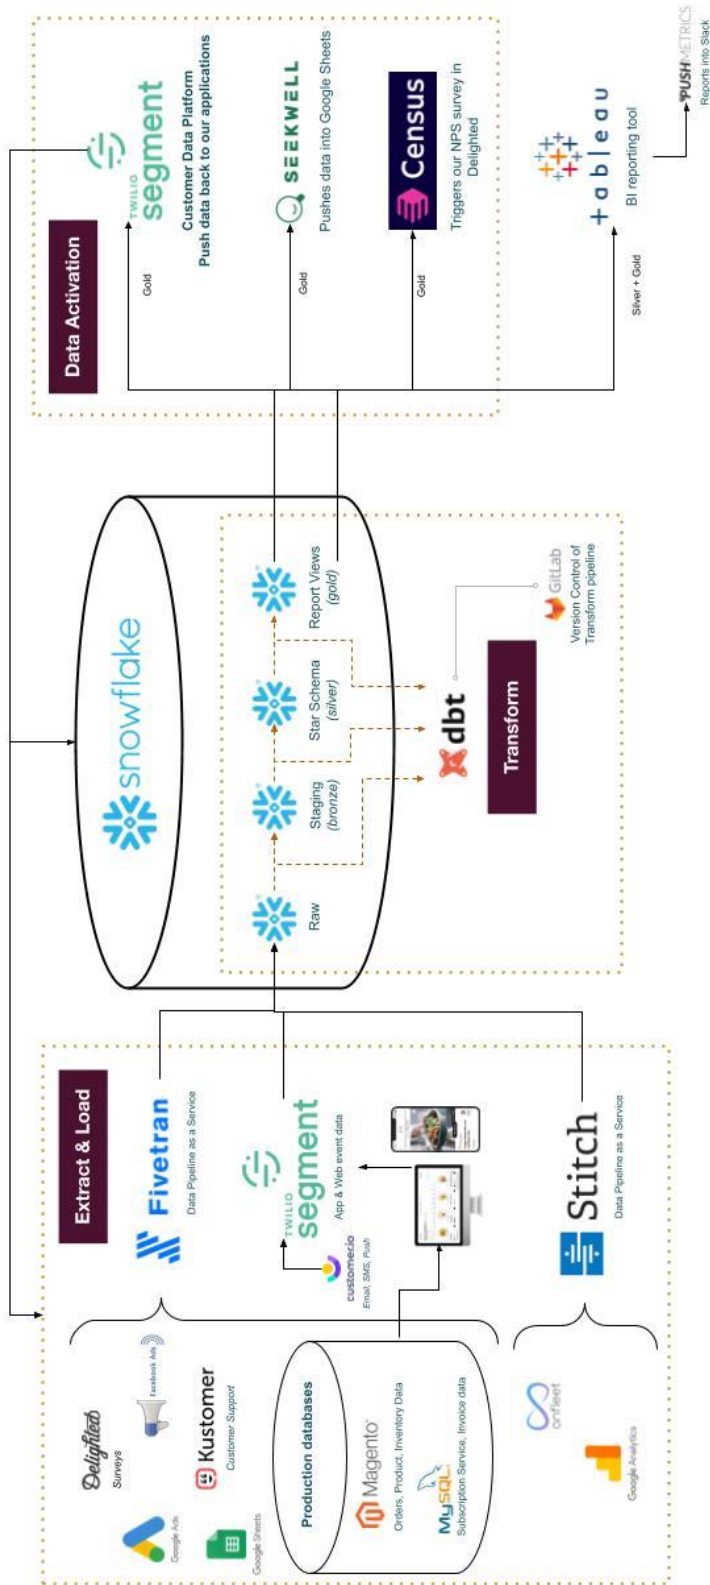 Extract & Load
Delighted
Surveys
Google Ads
Facebook Ads
Google Sheets
Kustomer
Customer Support
Production databases
Magento
Orders, Product, Inventory Data
MySQL
Subscription Service, Invoice data
onfleet
Google Analytics
Fivetran
Data Pipeline as a Service
TWILIO
segment
App & Web event data
customer.io
Email, SMS, Push
Stitch
Data Pipeline as a Service
snowflake
Raw
Staging
(bronze)
Star Schema
(silver)
Report Views
(gold)
dbt
Transform
GitLab
Version Control of
Transform pipeline
Data Activation
TWILIO
segment
Customer Data Platform
Push data back to our applications
Gold
SEEKWELL
Pushes data into Google Sheets
Gold
Census
Triggers our NPS survey in
Delighted
Gold
tableau
BI reporting tool
Silver + Gold
PUSHMETRICS
Reports into Slack